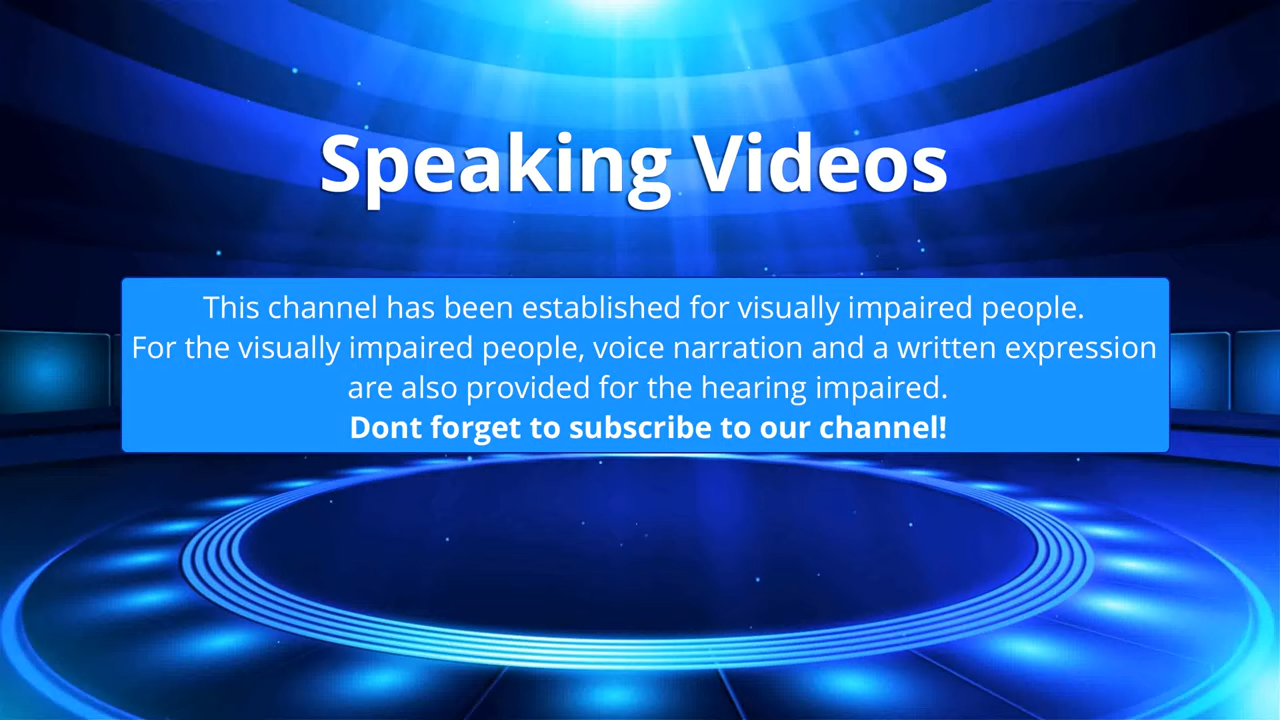 Speaking Videos
This channel has been established for visually impaired people.
For the visually impaired people, voice narration and a written expression
are also provided for the hearing impaired.
Dont forget to subscribe to our channel!